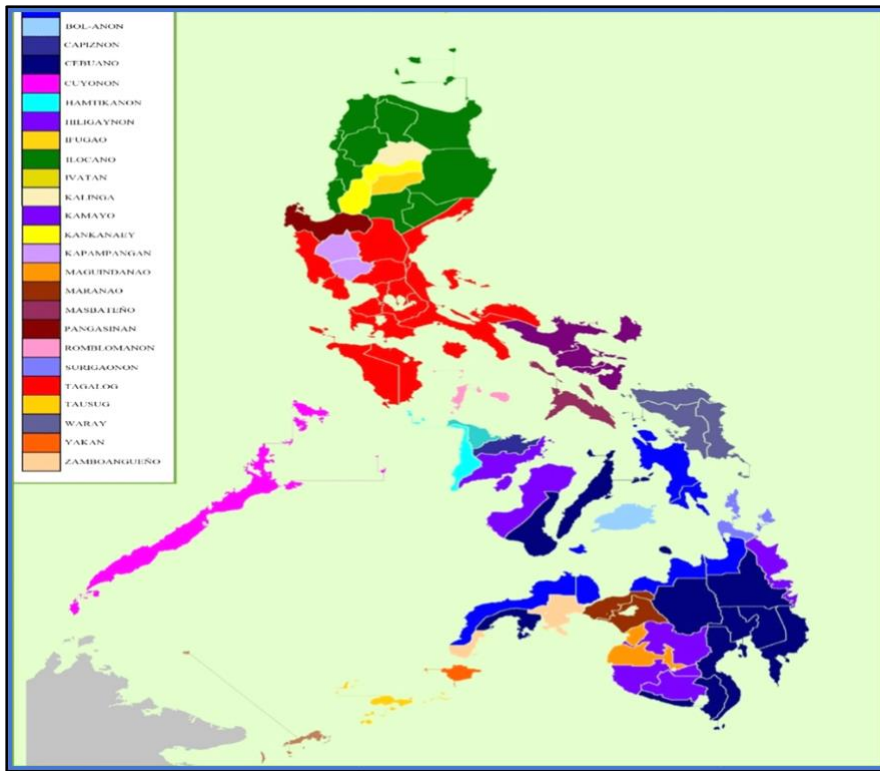 BOL-ANON
CAPIZNON
CEBUANO
CUYONON
HAMTIKANON
HILIGAYNON
IFUGAO
ILOCANO
IVATAN
KALINGA
KAMAYO
KANKANAEY
KAPAMPANGAN
MAGUINDANAO
MARANAO
MASBATEÑO
PANGASINAN
ROMBLOMANON
SURIGAONON
TAGALOG
TAUSUG
WARAY
YAKAN
ZAMBOANGUEÑO